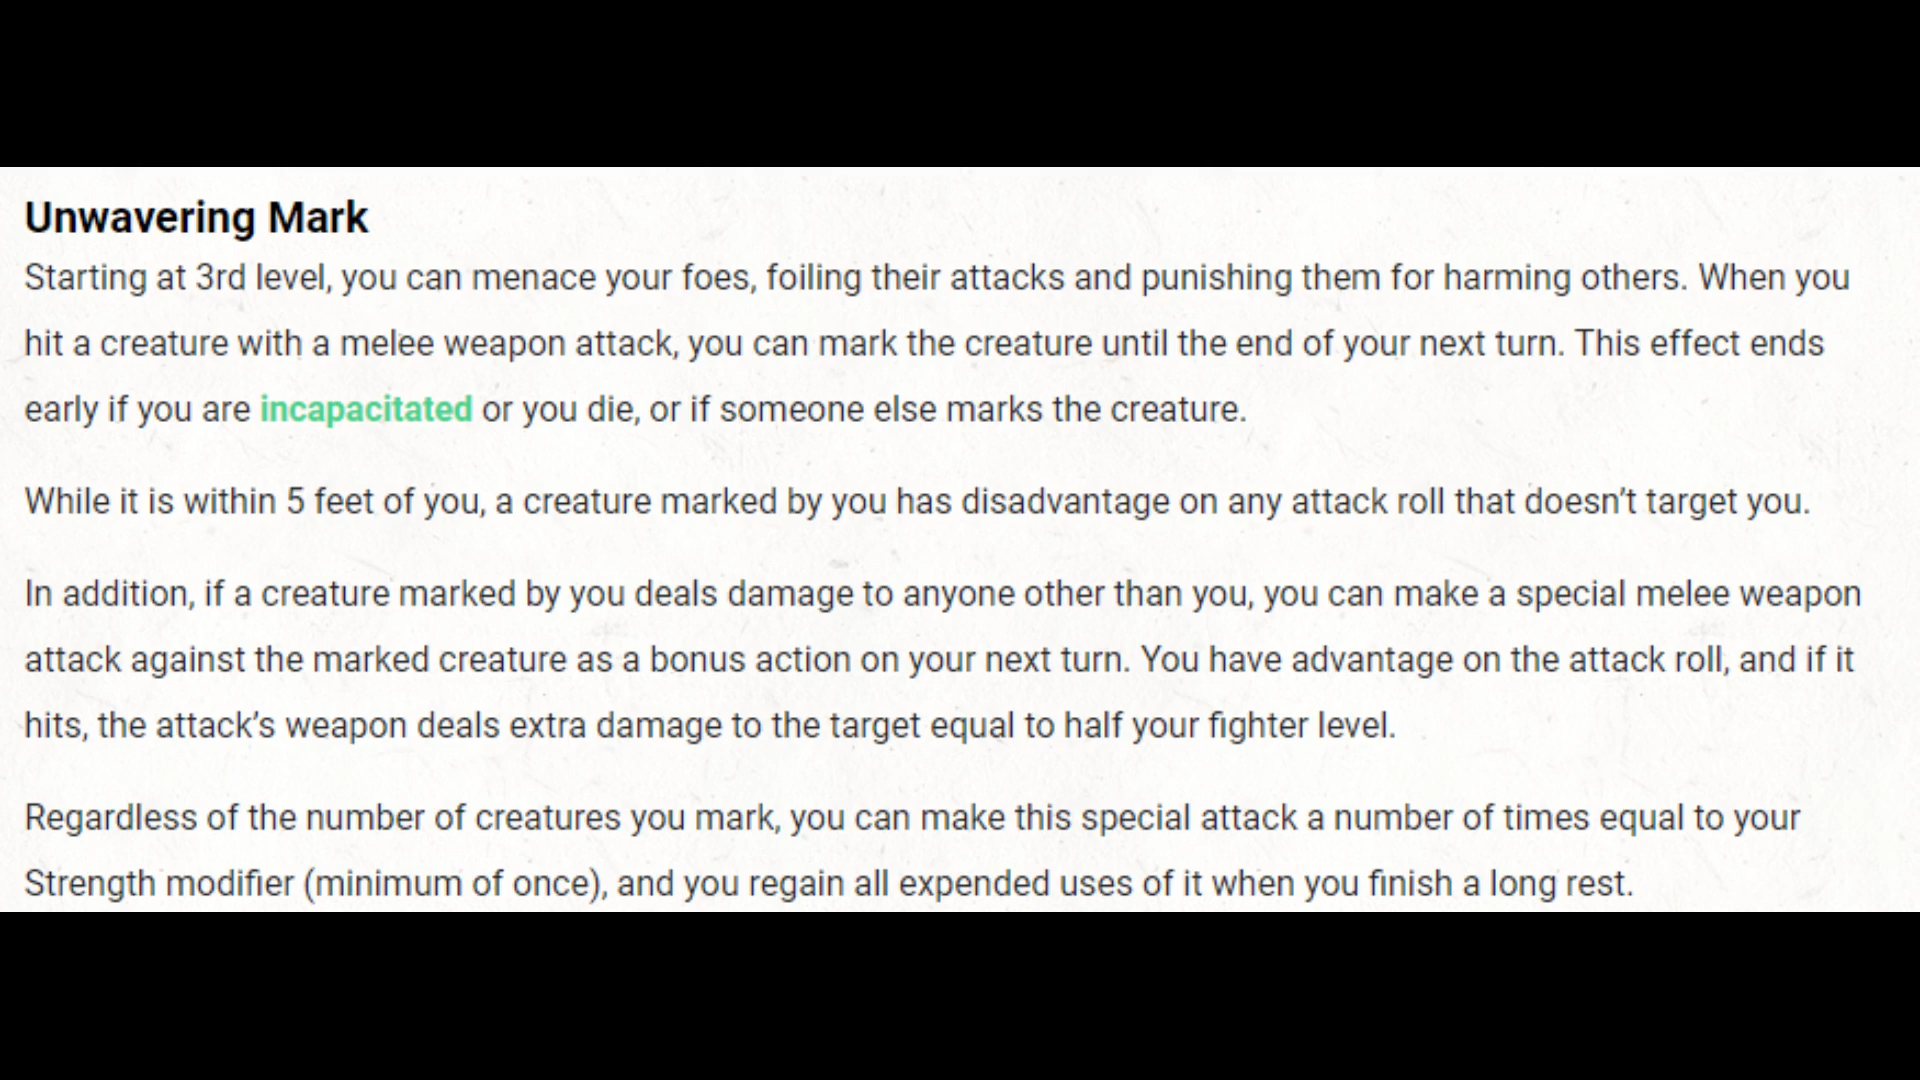 Unwavering Mark
Starting at 3rd level, you can menace your foes, foiling their attacks and punishing them for harming others. When you
hit a creature with a melee weapon attack, you can mark the creature until the end of your next turn. This effect ends
early if you are incapacitated or you die, or if someone else marks the creature.
While it is within 5 feet of you, a creature marked by you has disadvantage on any attack roll that doesn’t target you.
In addition, if a creature marked by you deals damage to anyone other than you, you can make a special melee weapon
attack against the marked creature as a bonus action on your next turn. You have advantage on the attack roll, and if it
hits, the attack’s weapon deals extra damage to the target equal to half your fighter level.
Regardless of the number of creatures you mark, you can make this special attack a number of times equal to your
Strength modifier (minimum of once), and you regain all expended uses of it when you finish a long rest.